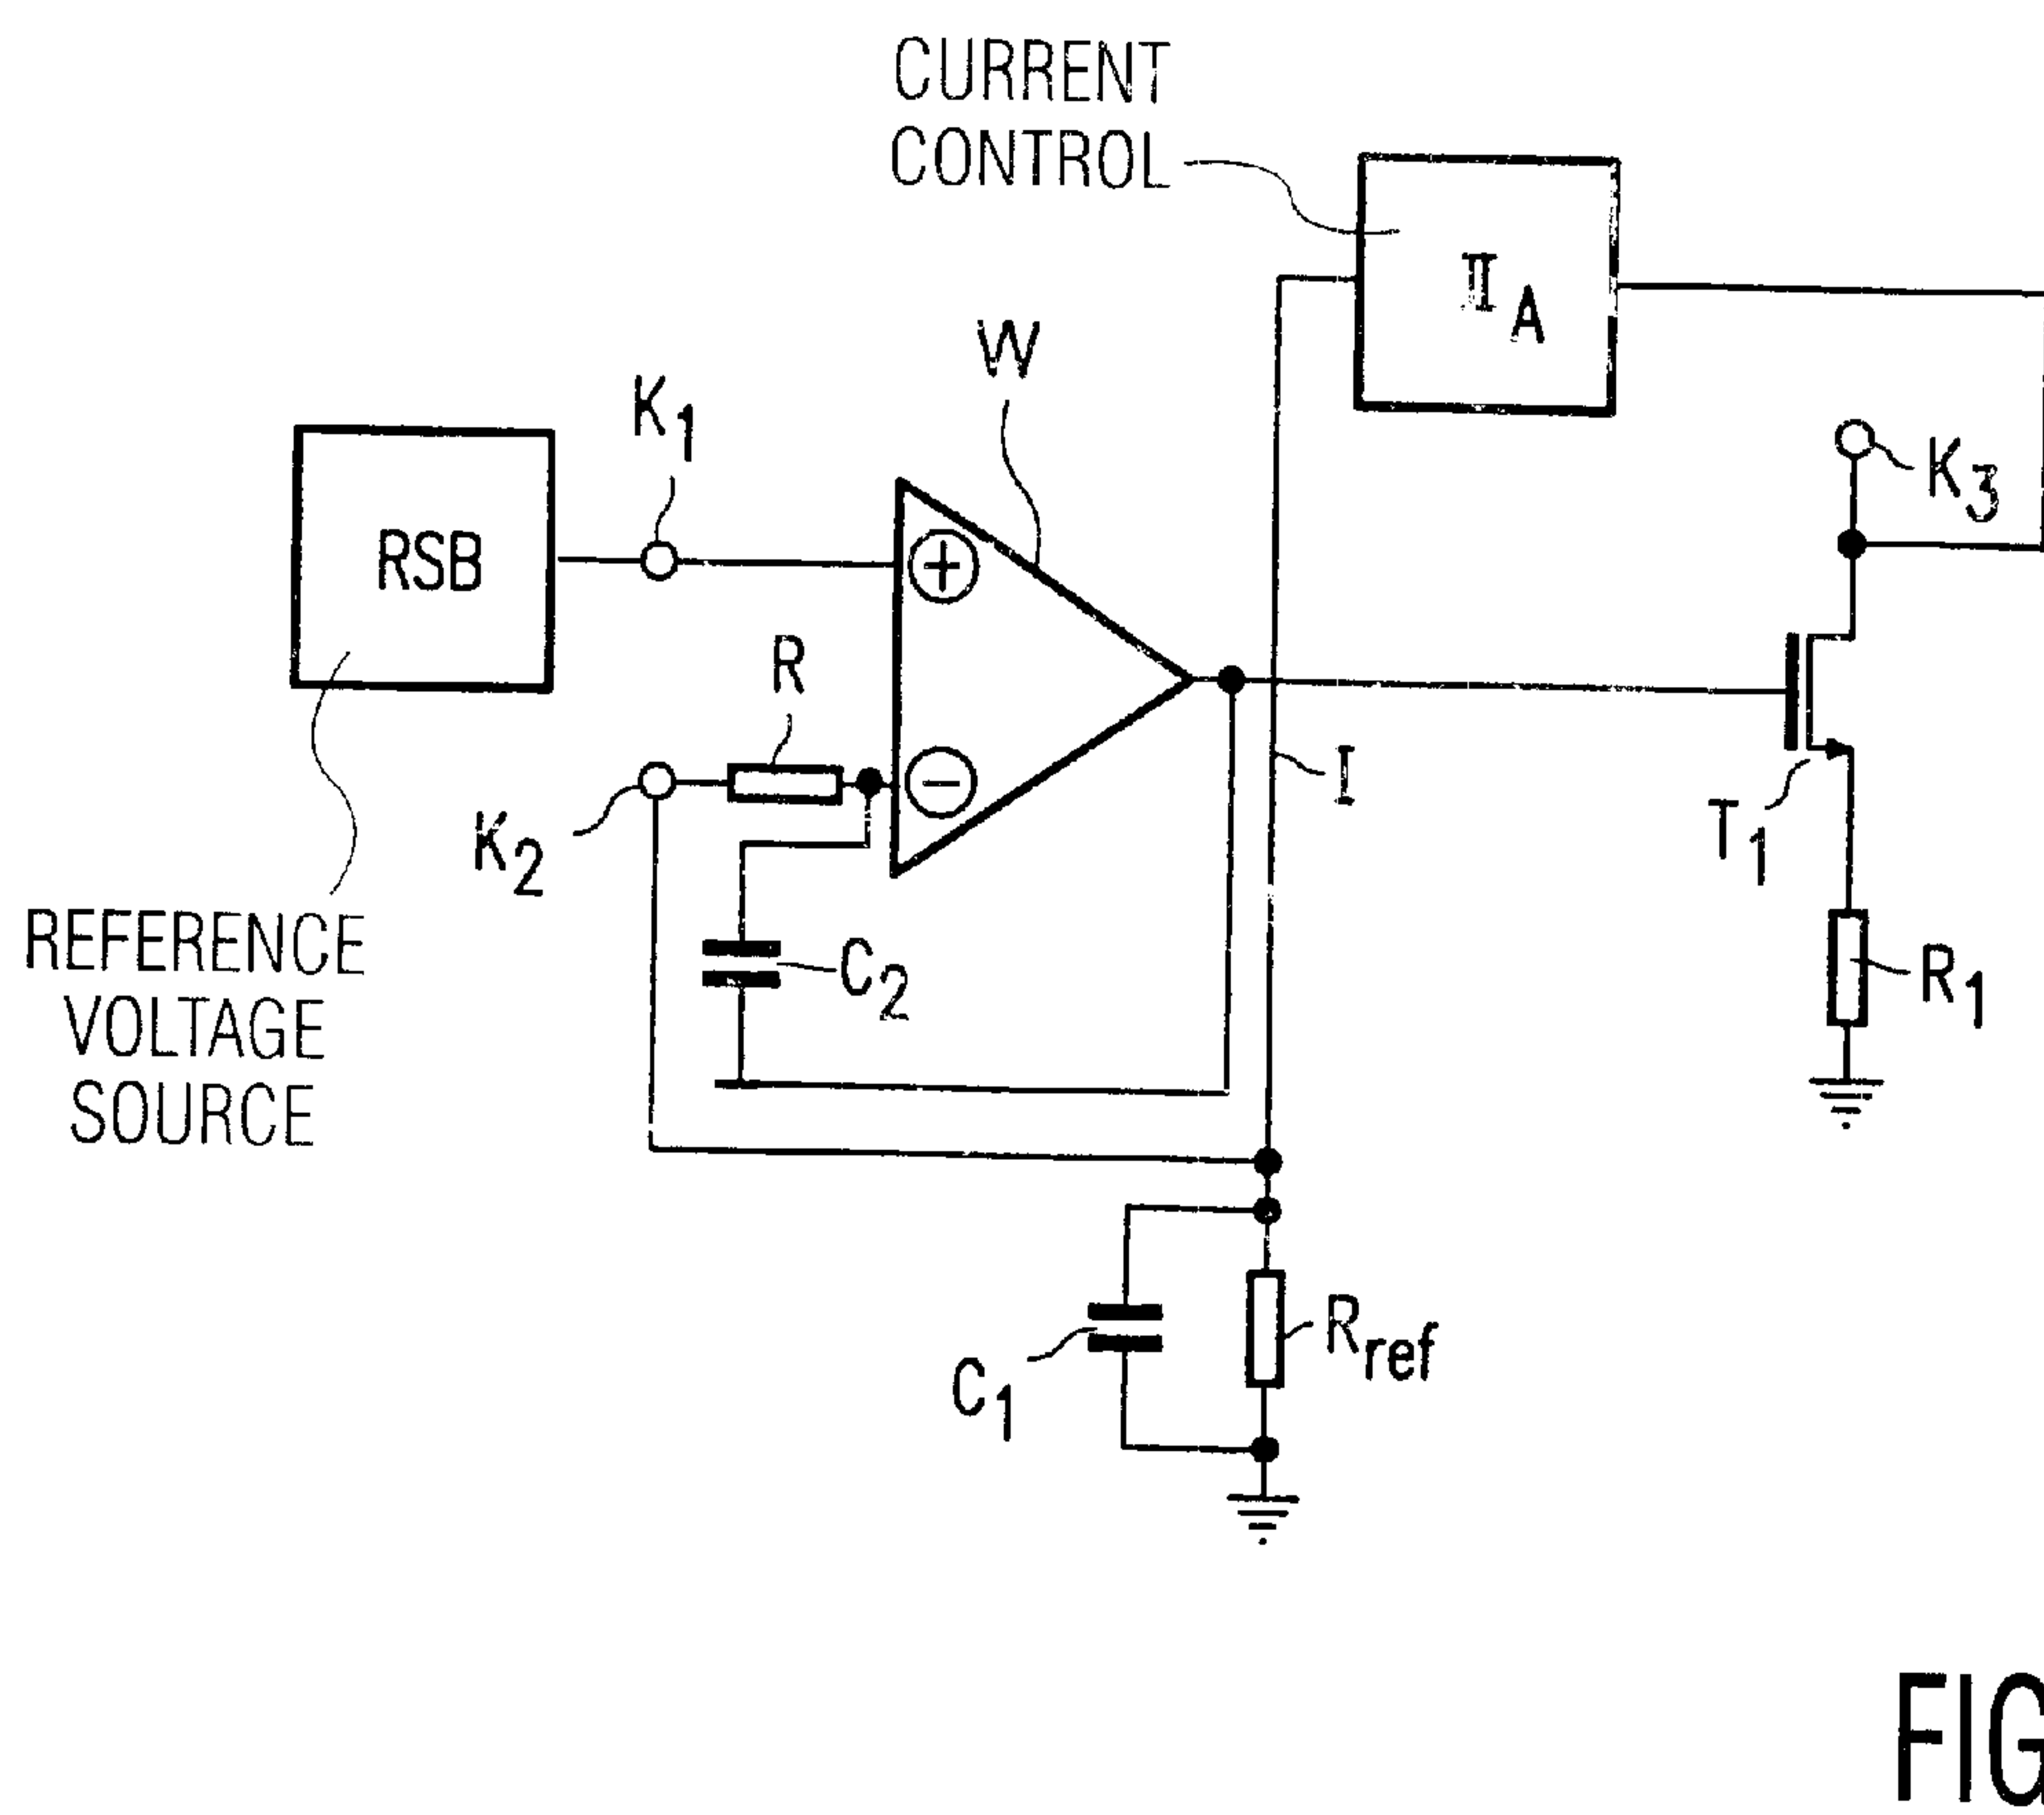 CURRENT
CONTROL
II A
W
K1
K3
RSB
R
I
K2
T1
C2
R1
REFERENCE
VOLTAGE
SOURCE
Rref
C1
FIG